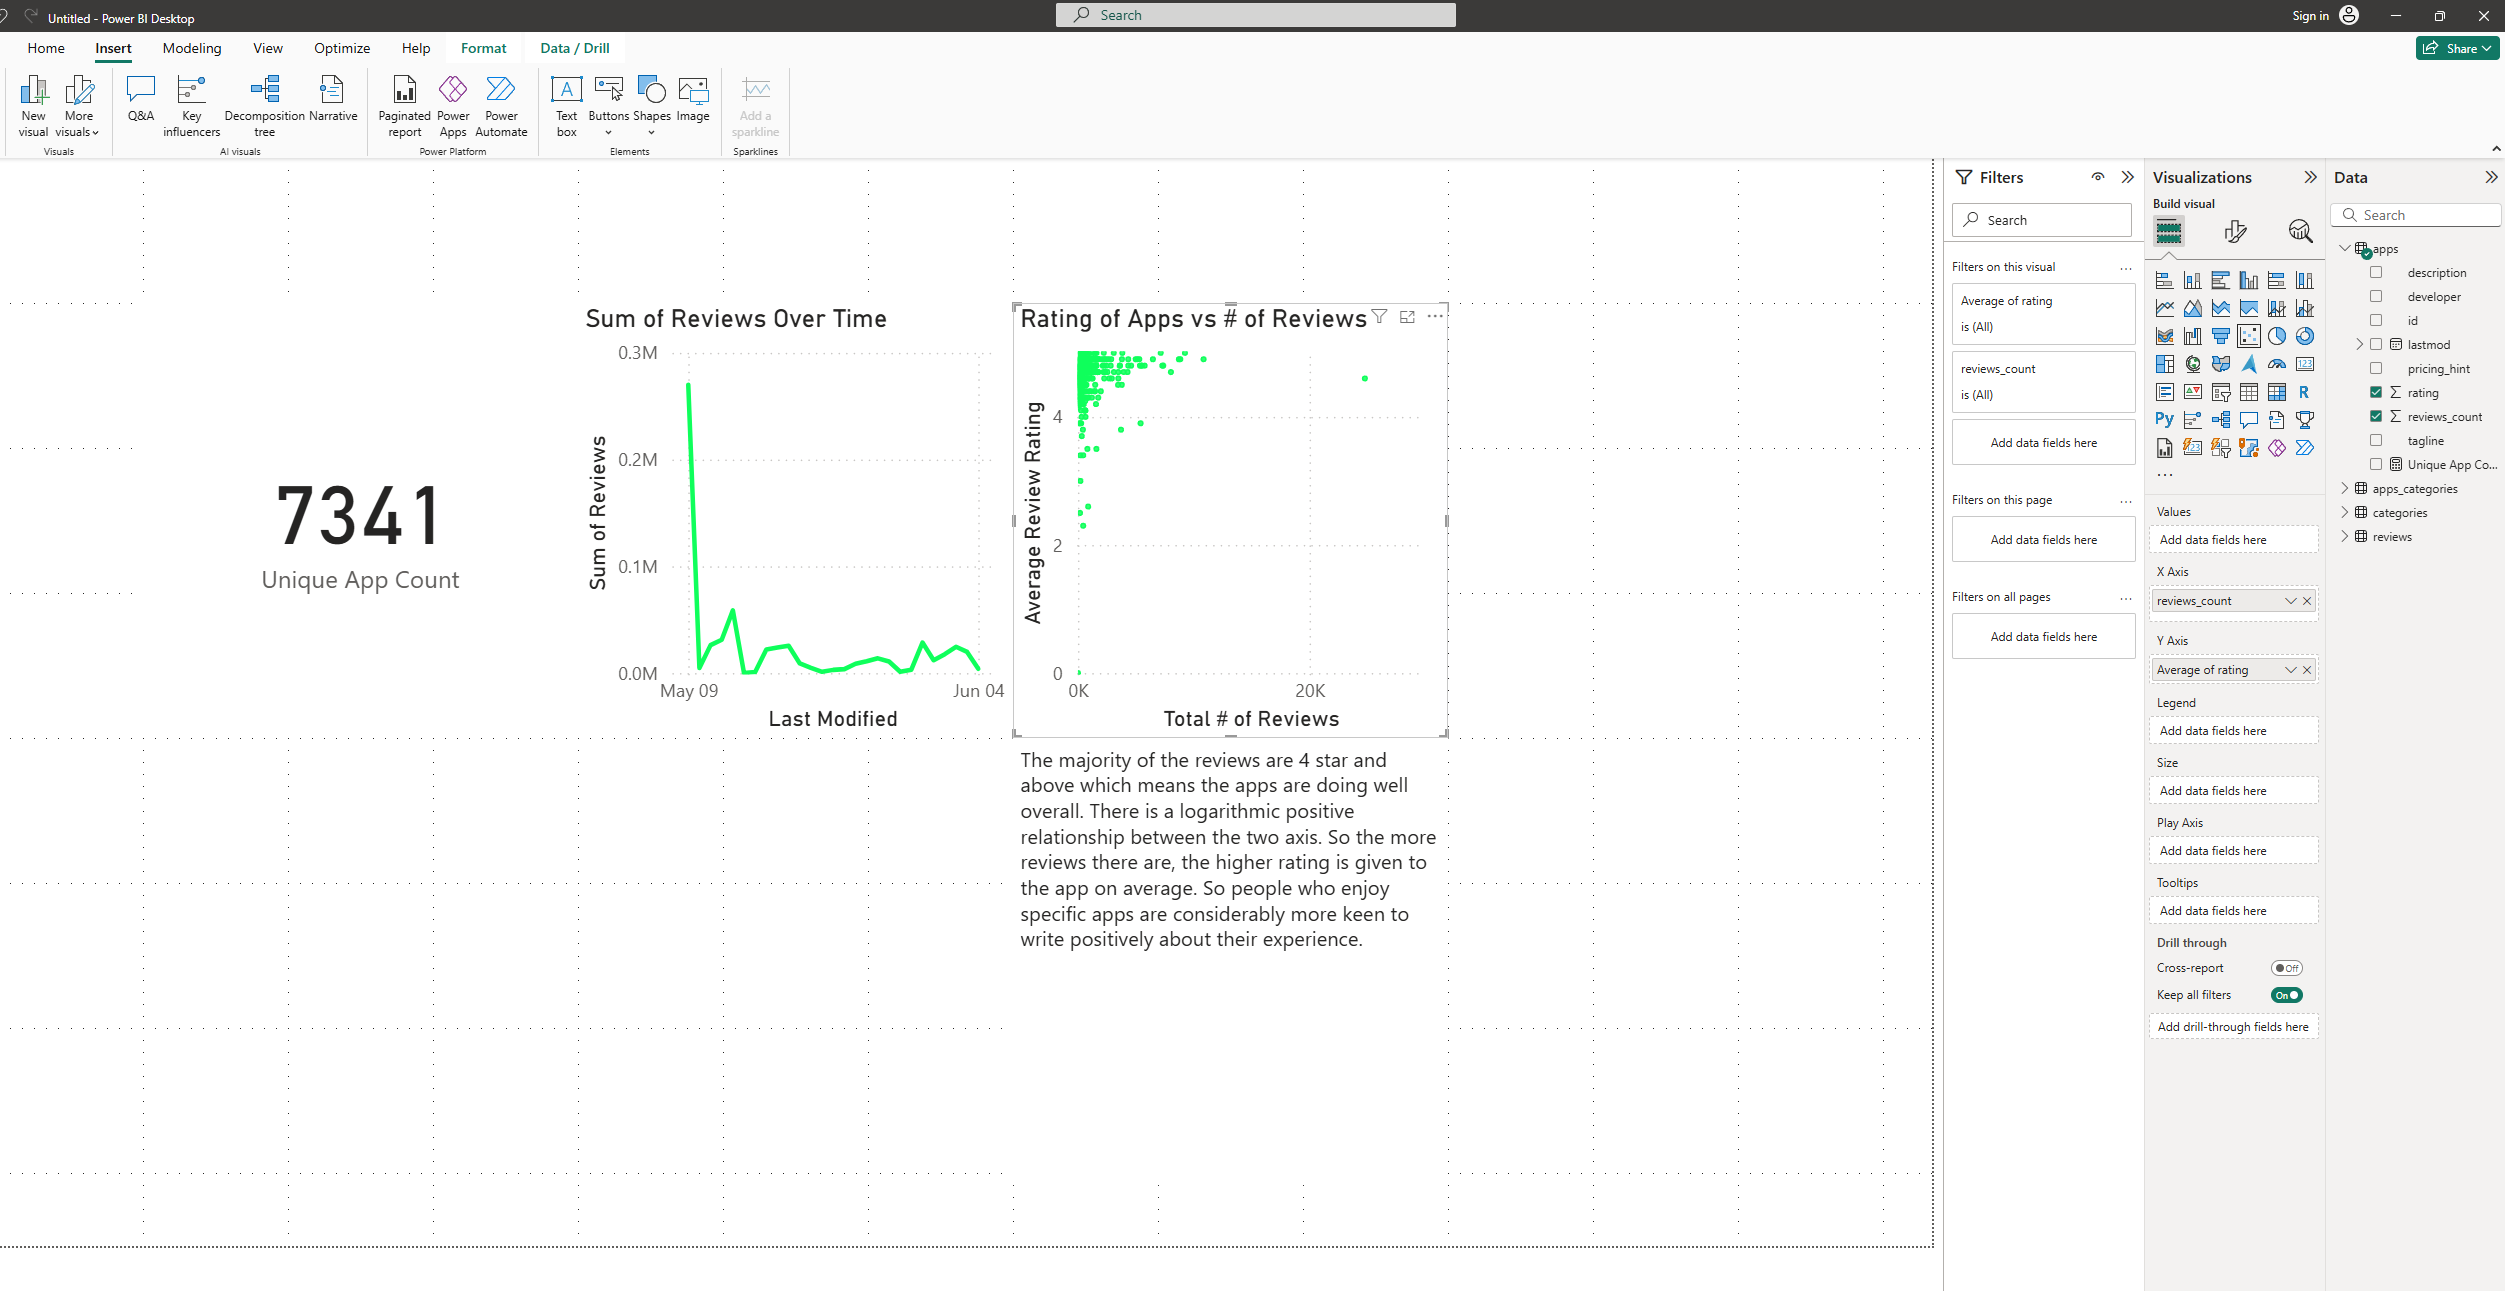 Untitled - Power BI Desktop
Search
Sign in
Home Insert Modeling View Optimize Help Format Data / Drill
Share
New visual
More visuals
Visuals
Q&A
Key influencers
Decomposition tree
Narrative
AI visuals
Paginated report
Power Apps
Power Automate
Power Platform
Text box
Buttons
Shapes
Image
Elements
Add a sparkline
Sparklines
7341
Unique App Count
Sum of Reviews Over Time
Sum of Reviews
0.3M
0.2M
0.1M
0.0M
May 09
Jun 04
Last Modified
Rating of Apps vs # of Reviews
Average Review Rating
4
2
0
0K
20K
Total # of Reviews
The majority of the reviews are 4 star and
above which means the apps are doing well
overall. There is a logarithmic positive
relationship between the two axis. So the more
reviews there are, the higher rating is given to
the app on average. So people who enjoy
specific apps are considerably more keen to
write positively about their experience.
Filters
Search
Filters on this visual
Average of rating
is (All)
reviews_count
is (All)
Add data fields here
Filters on this page
Add data fields here
Filters on all pages
Add data fields here
Visualizations
Build visual
123
R
Py
123
Values
Add data fields here
X Axis
reviews_count
Y Axis
Average of rating
Legend
Add data fields here
Size
Add data fields here
Play Axis
Add data fields here
Tooltips
Add data fields here
Drill through
Cross-report
Off
Keep all filters
On
Add drill-through fields here
Data
Search
apps
description
developer
id
lastmod
pricing_hint
rating
reviews_count
tagline
Unique App Co...
apps_categories
categories
reviews